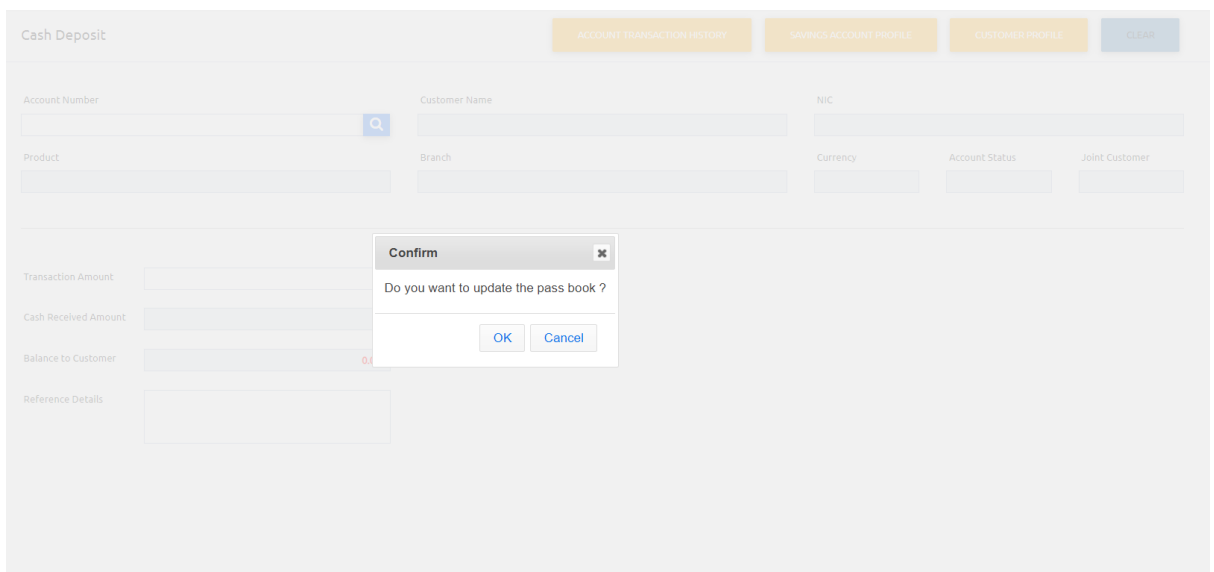 Cash Deposit
ACCOUNT TRANSACTION HISTORY
SAVINGS ACCOUNT PROFILE
CUSTOMER PROFILE
CLEAR
Account Number
Customer Name
NIC
Product
Branch
Currency
Account Status
Joint Customer
Confirm
Do you want to update the pass book ?
OK
Cancel
Transaction Amount
Cash Received Amount
Balance to Customer
Reference Details